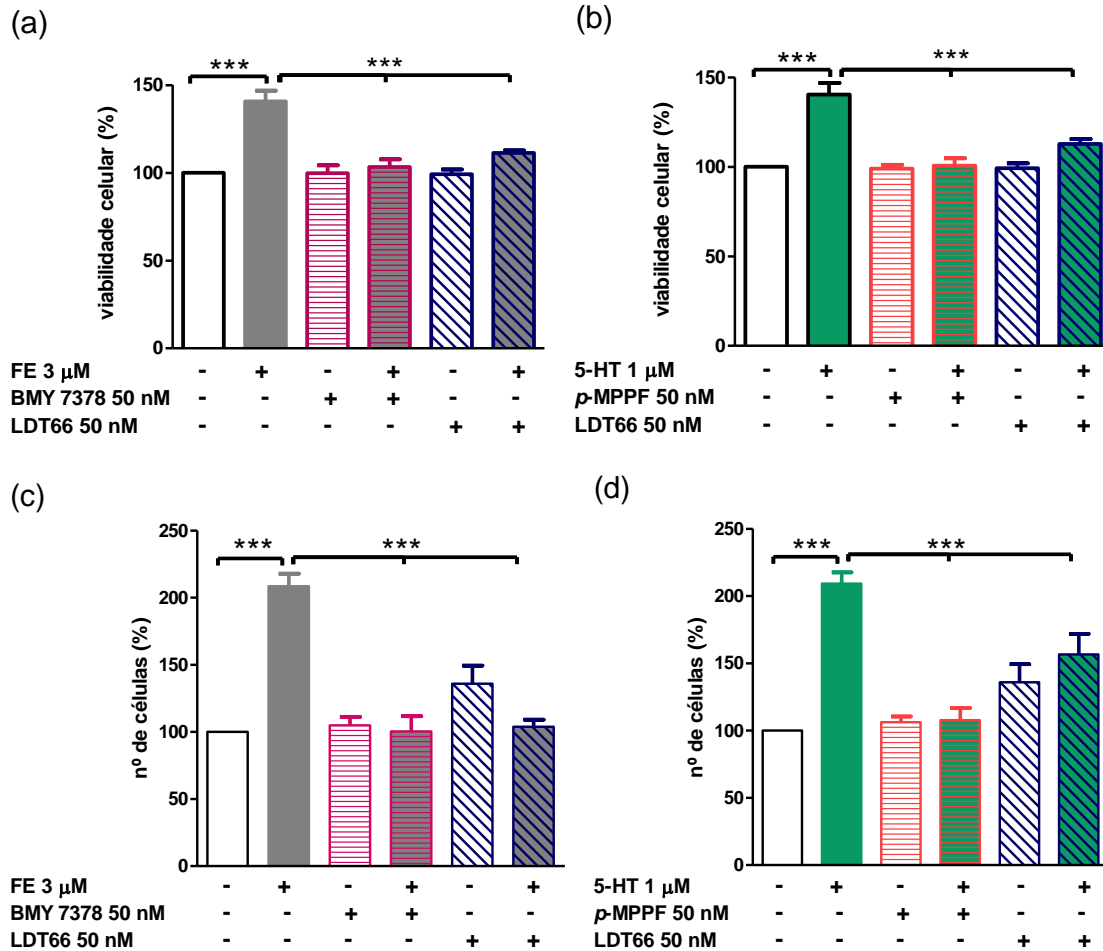 (a)
***
***
150
100
50
0
viabilidade celular (%)
FE 3 μM - + - + - +
BMY 7378 50 nM - - + + - -
LDT66 50 nM - - - - + +
(b)
***
***
150
100
50
0
viabilidade celular (%)
5-HT 1 μM - + - + - +
p-MPPF 50 nM - - + + - -
LDT66 50 nM - - - - + +
(c)
***
***
250
200
150
100
50
0
nº de células (%)
FE 3 μM - + - + - +
BMY 7378 50 nM - - + + - -
LDT66 50 nM - - - - + +
(d)
***
***
250
200
150
100
50
0
nº de células (%)
5-HT 1 μM - + - + - +
p-MPPF 50 nM - - + + - -
LDT66 50 nM - - - - + +